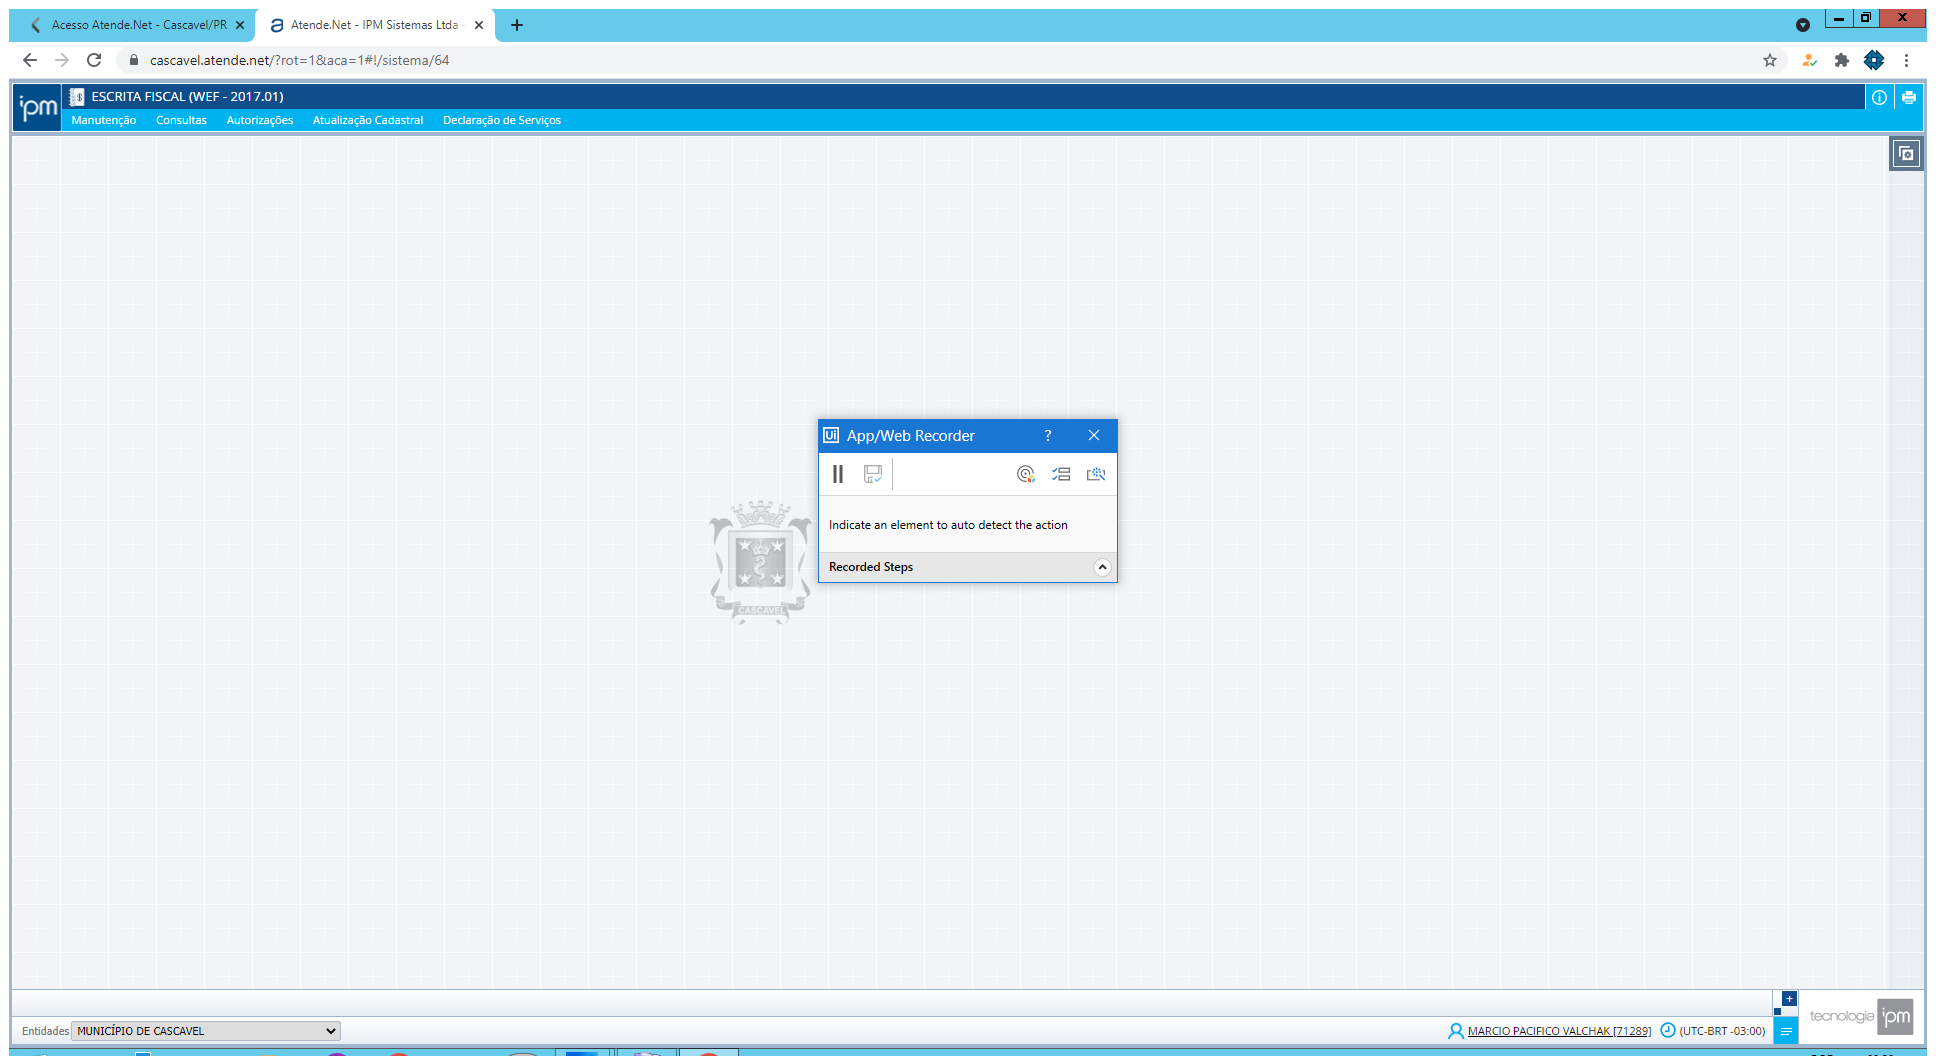 Acesso Atende.Net - Cascavel/PR
Atende.Net - IPM Sistemas Ltda
cascavel.atende.net/?rot=1&aca=1#!/sistema/64
ipm
ESCRITA FISCAL (WEF - 2017.01)
Manutenção Consultas Autorizações Atualização Cadastral Declaração de Serviços
Ui App/Web Recorder ?
Indicate an element to auto detect the action
Recorded Steps
CASCAVEL
Entidades MUNICÍPIO DE CASCAVEL
MARCIO PACIFICO VALCHAK [71289] (UTC-BRT -03:00)
tecnologia ipm